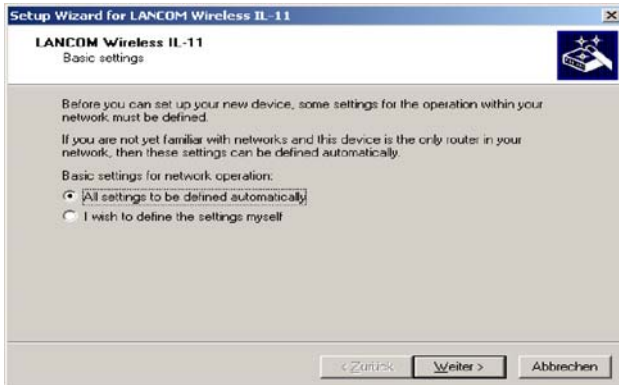 Setup Wizard for LANCOM Wireless IL-11
LANCOM Wireless IL-11
Basic settings
Before you can set up your new device, some settings for the operation within your
network must be defined.
If you are not yet familiar with networks and this device is the only router in your
network, then these settings can be defined automatically.
Basic settings for network operation:
All settings to be defined automatically
I wish to define the settings myself
< Zurück
Weiter >
Abbrechen